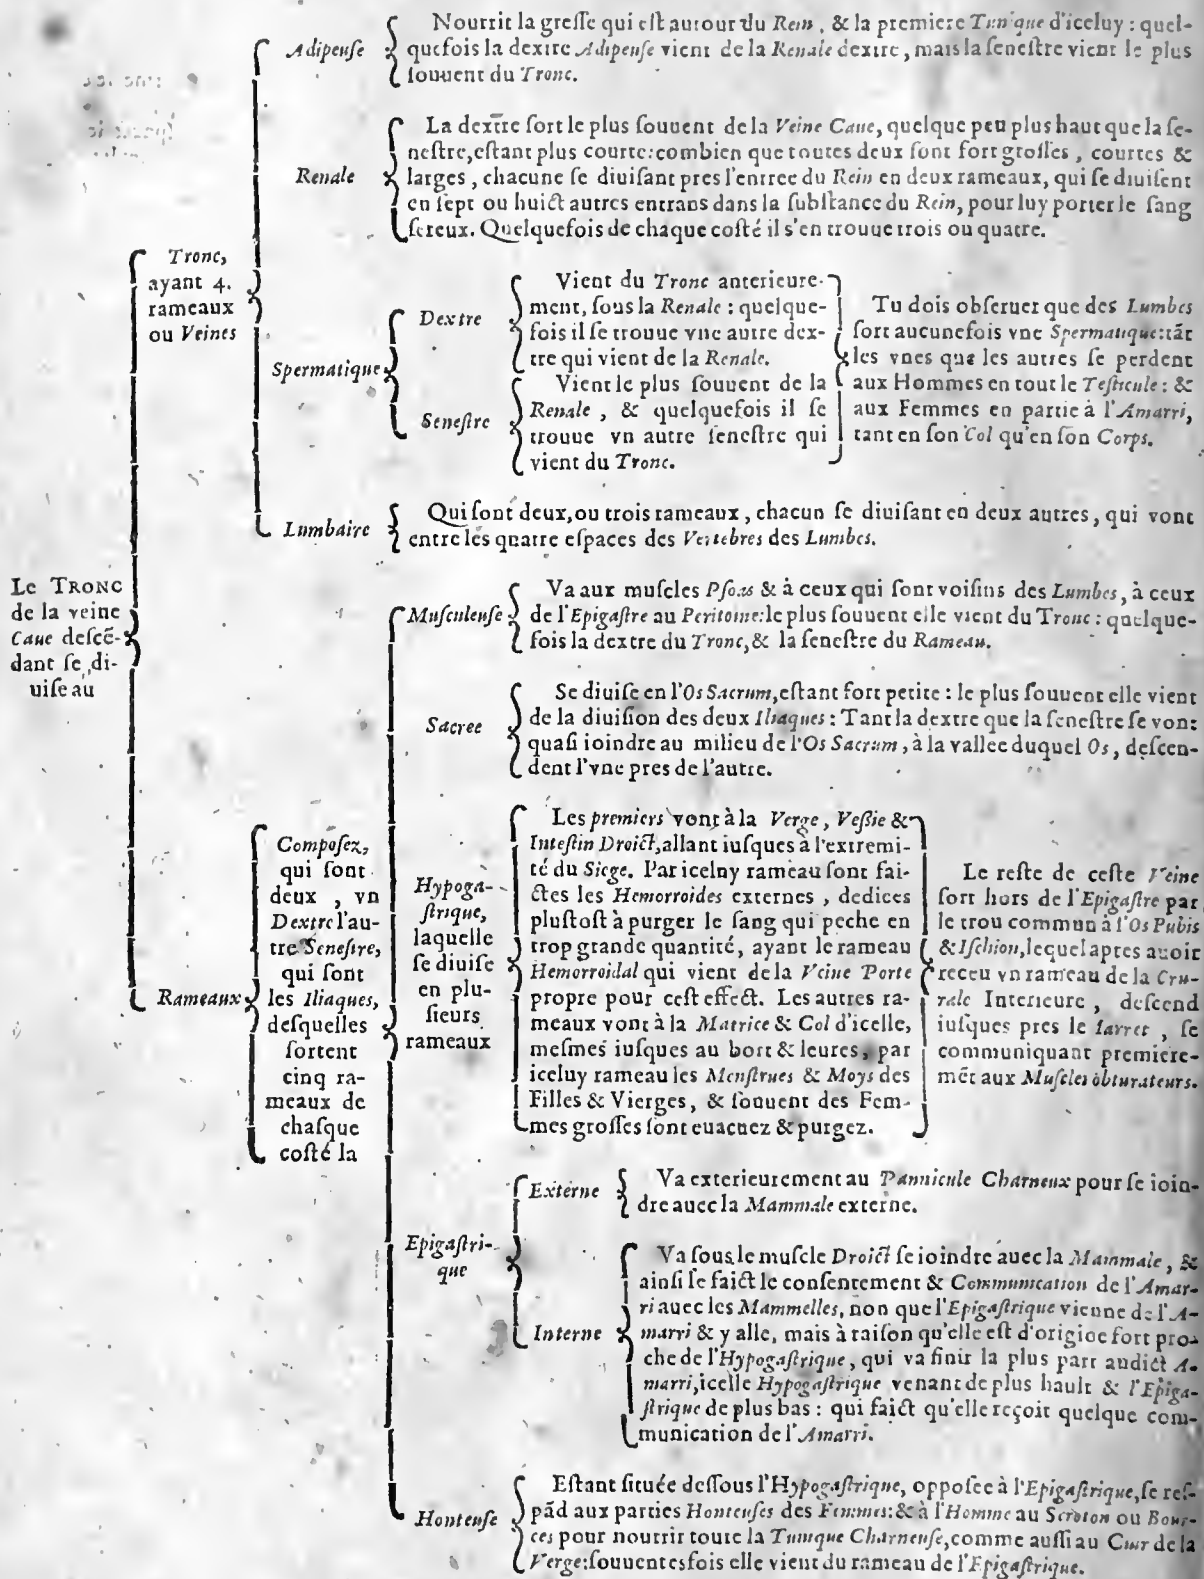 Le TRONC
de la veine
Caue descē-
dant se di-
uise au
Tronc,
ayant 4.
rameaux
ou Veines
Adipeuse
Nourrit la gresse qui est autour du Rein, & la premiere Tunique d'iceluy : quel-
quefois la dextre Adipeuse vient de la Renale dextre, mais la senestre vient le plus
souuent du Tronc.
Renale
La dextre sort le plus souuent de la Veine Caue, quelque peu plus haut que la se-
nestre, estant plus courte: combien que toutes deux sont fort grosses, courtes &
larges, chacune se diuisant pres l'entree du Rein en deux rameaux, qui se diuisent
en sept ou huict autres entrans dans la substance du Rein, pour luy porter le sang
sereux. Quelquefois de chaque costé il s'en trouue trois ou quatre.
Spermatique
Dextre
Vient du Tronc anterieure-
ment, sous la Renale : quelque-
fois il se trouue vne autre dex-
tre qui vient de la Renale.
Senestre
Vient le plus souuent de la
Renale, & quelquefois il se
trouue vn autre senestre qui
vient du Tronc.
Tu dois obseruer que des Lumbes
sort aucunefois vne Spermatique: tāt
les vnes que les autres se perdent
aux Hommes en tout le Testicule : &
aux Femmes en partie à l'Amarri,
tant en son Col qu'en son Corps.
Lumbaire
Qui sont deux, ou trois rameaux, chacun se diuisant en deux autres, qui vont
entre les quatre espaces des Vertebres des Lumbes.
Rameaux
Composez,
qui sont
deux, vn
Dextre l'au-
tre Senestre,
qui sont
les Iliaques,
desquelles
sortent
cinq ra-
meaux de
chasque
costé la
Musculeuse
Va aux muscles Psoas & à ceux qui sont voisins des Lumbes, à ceux
de l'Epigastre au Peritoine: le plus souuent elle vient du Tronc : quelque-
fois la dextre du Tronc, & la senestre du Rameau.
Sacree
Se diuise en l'Os Sacrum, estant fort petite : le plus souuent elle vient
de la diuision des deux Iliaques : Tant la dextre que la senestre se vont
quasi ioindre au milieu de l'Os Sacrum, à la vallee duquel Os, descen-
dent l'vne pres de l'autre.
Hypoga-
strique,
laquelle
se diuise
en plu-
sieurs
rameaux
Les premiers vont à la Verge, Vessie &
Intestin Droict, allant iusques à l'extremi-
té du Siege. Par iceluy rameau sont fai-
ctes les Hemorroides externes, dediees
plustost à purger le sang qui peche en
trop grande quantité, ayant le rameau
Hemorroidal qui vient de la Veine Porte
propre pour cest effect. Les autres ra-
meaux vont à la Matrice & Col d'icelle,
mesmes iusques au bort & leures, par
iceluy rameau les Menstrues & Moys des
Filles & Vierges, & souuent des Fem-
mes grosses sont euacuez & purgez.
Le reste de ceste Veine
sort hors de l'Epigastre par
le trou commun à l'Os Pubis
& Ischion, lequel apres auoir
receu vn rameau de la Cru-
rale Interieure, descend
iusques pres le Iarret, se
communiquant premiere-
mēt aux Muscles obturateurs.
Epigastri-
que
Externe
Va exterieurement au Pannicule Charneux pour se ioin-
dre auec la Mammale externe.
Interne
Va sous le muscle Droict se ioindre auec la Mammale, &
ainsi se faict le consentement & Communication de l'Amar-
ri auec les Mammelles, non que l'Epigastrique vienne de l'A-
marri & y alle, mais à raison qu'elle est d'origine fort pro-
che de l'Hypogastrique, qui va finir la plus part audict A-
marri, icelle Hypogastrique venant de plus hault & l'Epiga-
strique de plus bas : qui faict qu'elle reçoit quelque com-
munication de l'Amarri.
Honteuse
Estant située dessous l'Hypogastrique, opposee à l'Epigastrique, se res-
pād aux parties Honteuses des Femmes: & à l'Homme au Scroton ou Bour-
ces pour nourrir toute la Tunique Charneuse, comme aussi au Cuir de la
Verge: souuentesfois elle vient du rameau de l'Epigastrique.